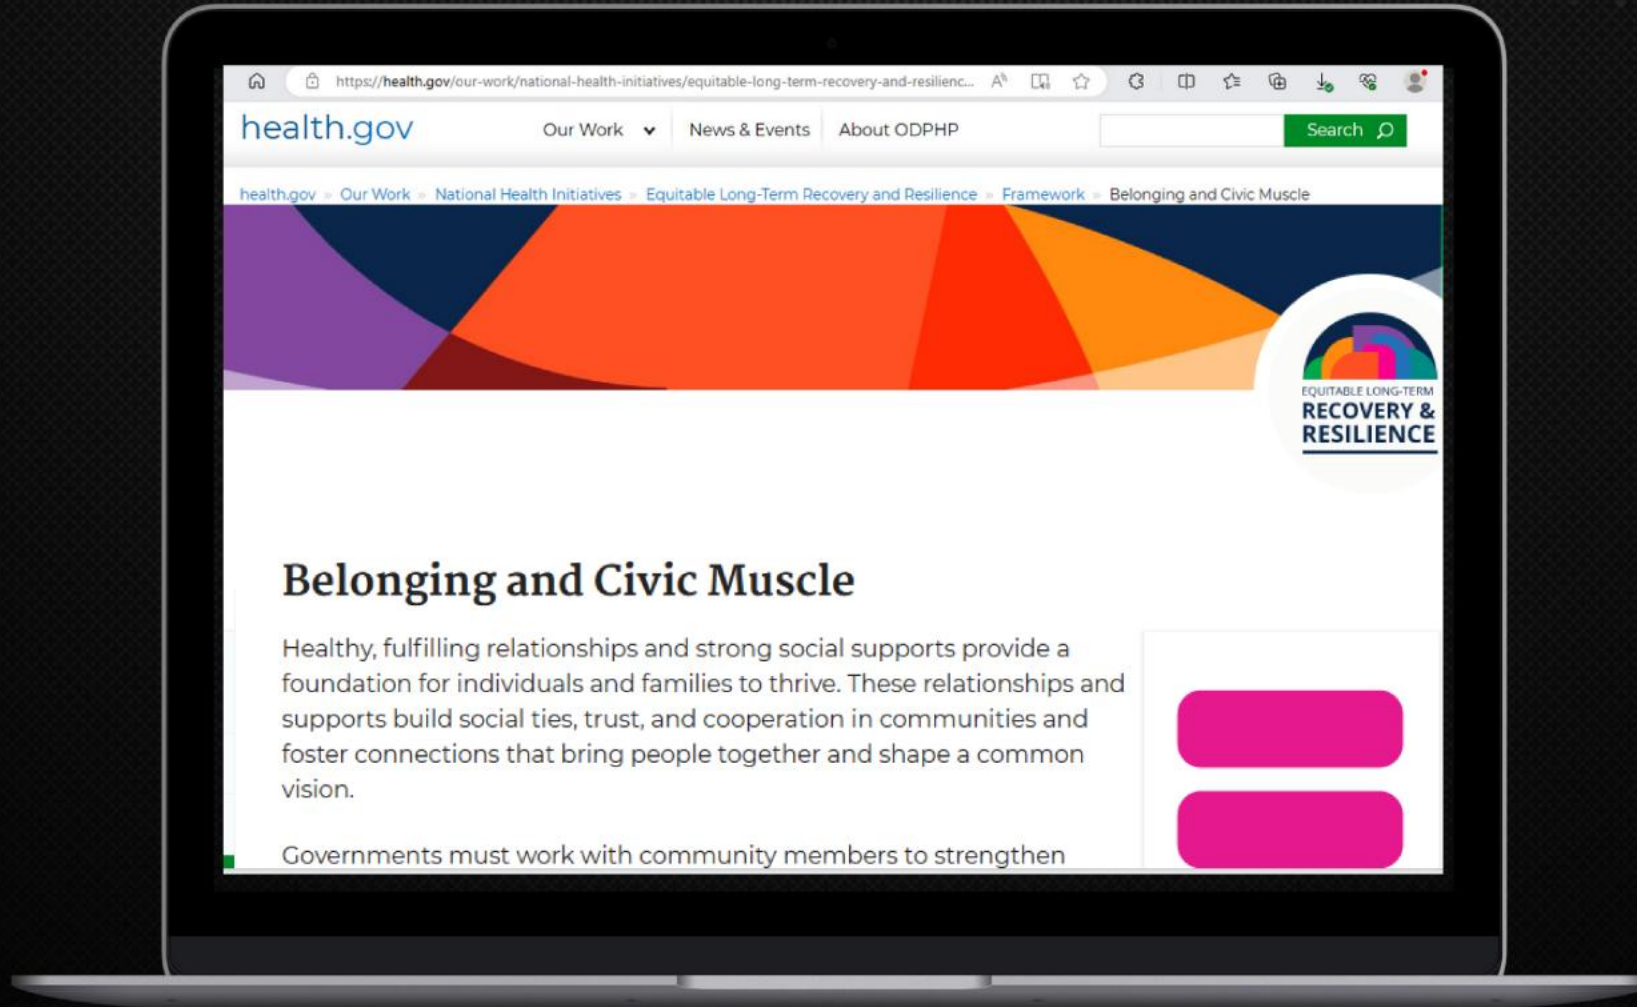 https://health.gov/our-work/national-health-initiatives/equitable-long-term-recovery-and-resilienc...
health.gov
Our Work
News & Events
About ODPHP
Search
health.gov » Our Work » National Health Initiatives » Equitable Long-Term Recovery and Resilience » Framework » Belonging and Civic Muscle
EQUITABLE LONG-TERM
RECOVERY &
RESILIENCE
Belonging and Civic Muscle
Healthy, fulfilling relationships and strong social supports provide a
foundation for individuals and families to thrive. These relationships and
supports build social ties, trust, and cooperation in communities and
foster connections that bring people together and shape a common
vision.
Governments must work with community members to strengthen